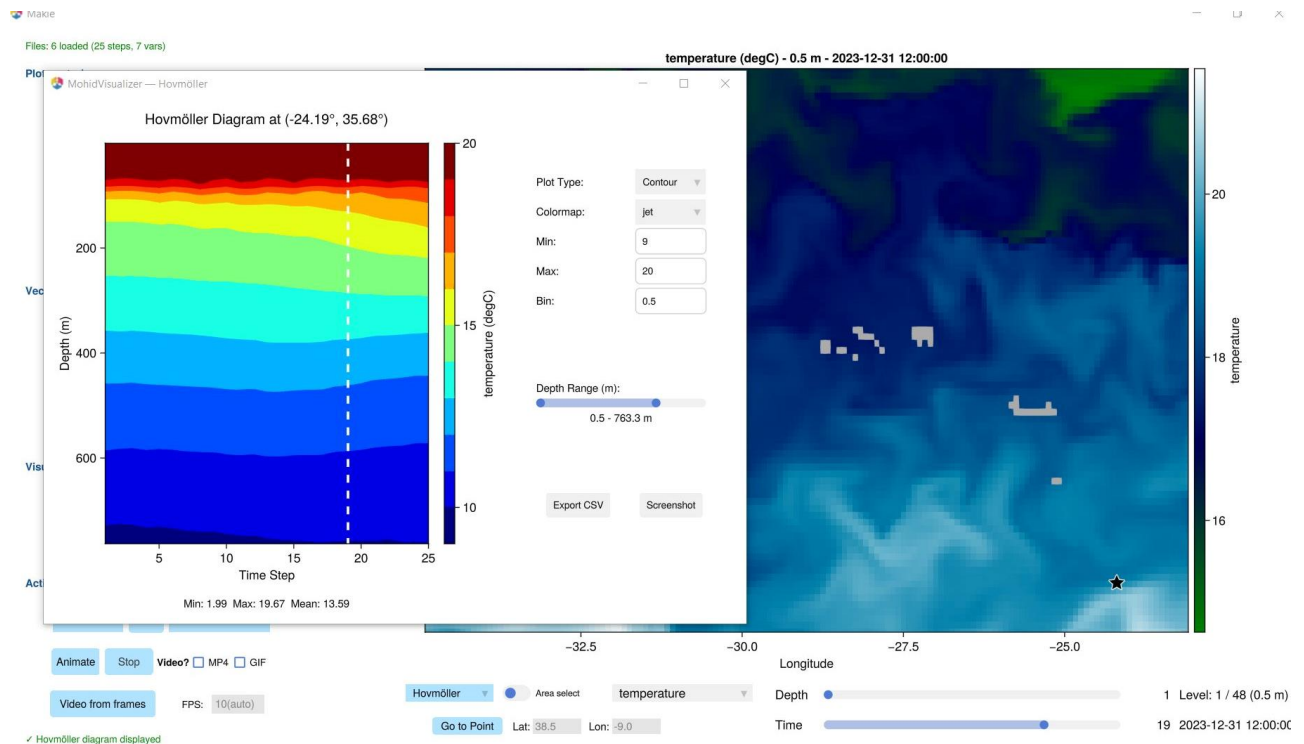 Makie
Files: 6 loaded (25 steps, 7 vars)
temperature (degC) - 0.5 m - 2023-12-31 12:00:00
MohidVisualizer — Hovmöller
Hovmöller Diagram at (-24.19°, 35.68°)
Depth (m)
200
400
600
5
10
15
20
25
Time Step
Min: 1.99 Max: 19.67 Mean: 13.59
20
15
10
temperature (degC)
Plot Type: Contour
Colormap: jet
Min: 9
Max: 20
Bin: 0.5
Depth Range (m):
0.5 - 763.3 m
Export CSV Screenshot
20
18
16
temperature
−32.5
−30.0
−27.5
−25.0
Longitude
Animate Stop Video? MP4 GIF
Video from frames FPS: 10(auto)
Hovmöller Area select temperature
Go to Point Lat: 38.5 Lon: -9.0
Depth 1 Level: 1 / 48 (0.5 m)
Time 19 2023-12-31 12:00:00
✓ Hovmöller diagram displayed